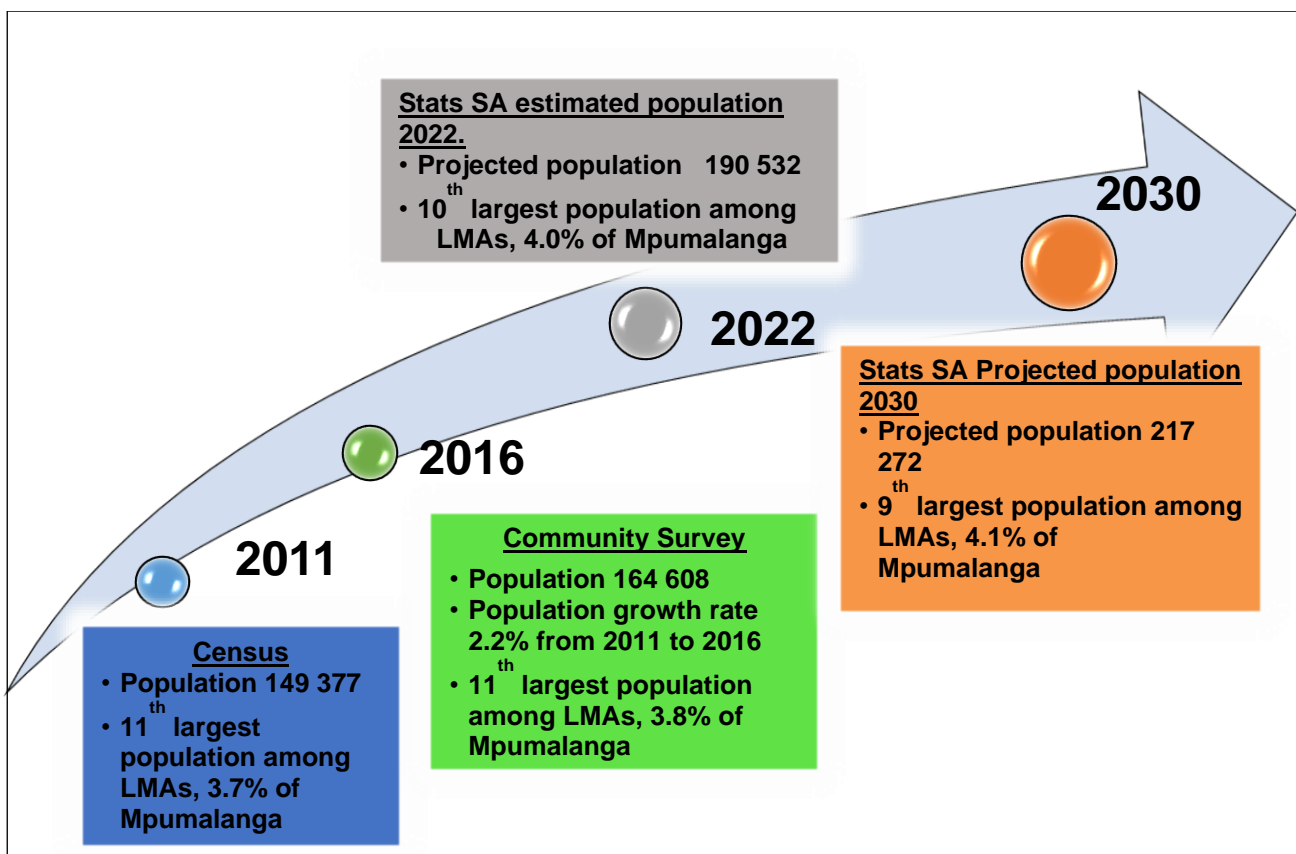 Stats SA estimated population
2022.
• Projected population 190 532
• 10th largest population among
LMAs, 4.0% of Mpumalanga
2030
2022
Stats SA Projected population
2030
• Projected population 217
272
• 9th largest population among
LMAs, 4.1% of
Mpumalanga
2016
Community Survey
• Population 164 608
• Population growth rate
2.2% from 2011 to 2016
• 11th largest population
among LMAs, 3.8% of
Mpumalanga
2011
Census
• Population 149 377
• 11th largest
population among
LMAs, 3.7% of
Mpumalanga